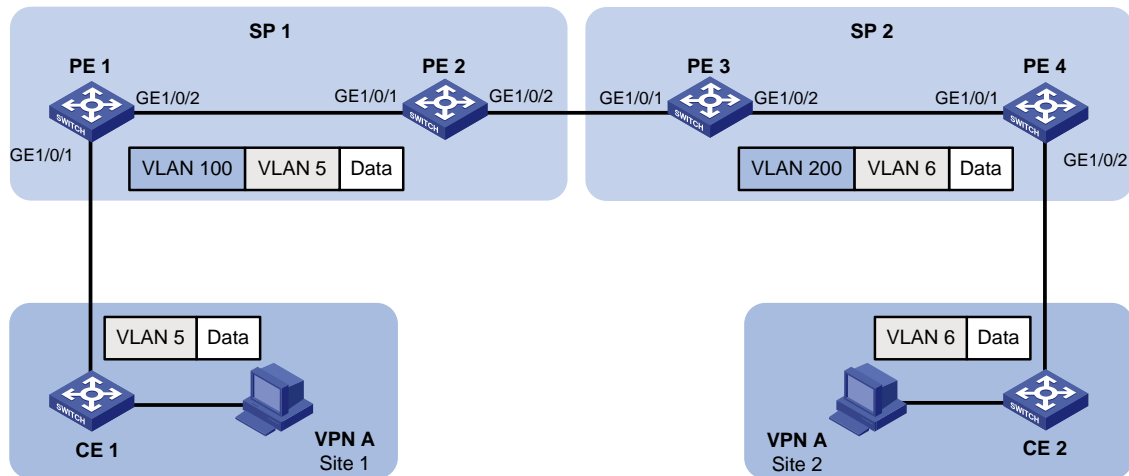 SP 1
SP 2
PE 1
PE 2
PE 3
PE 4
GE1/0/2
GE1/0/1
GE1/0/2
GE1/0/1
GE1/0/2
GE1/0/1
SWITCH
SWITCH
SWITCH
SWITCH
GE1/0/1
GE1/0/2
VLAN 100 VLAN 5 Data
VLAN 200 VLAN 6 Data
VLAN 5 Data
VLAN 6 Data
SWITCH
SWITCH
CE 1
VPN A
Site 1
VPN A
Site 2
CE 2